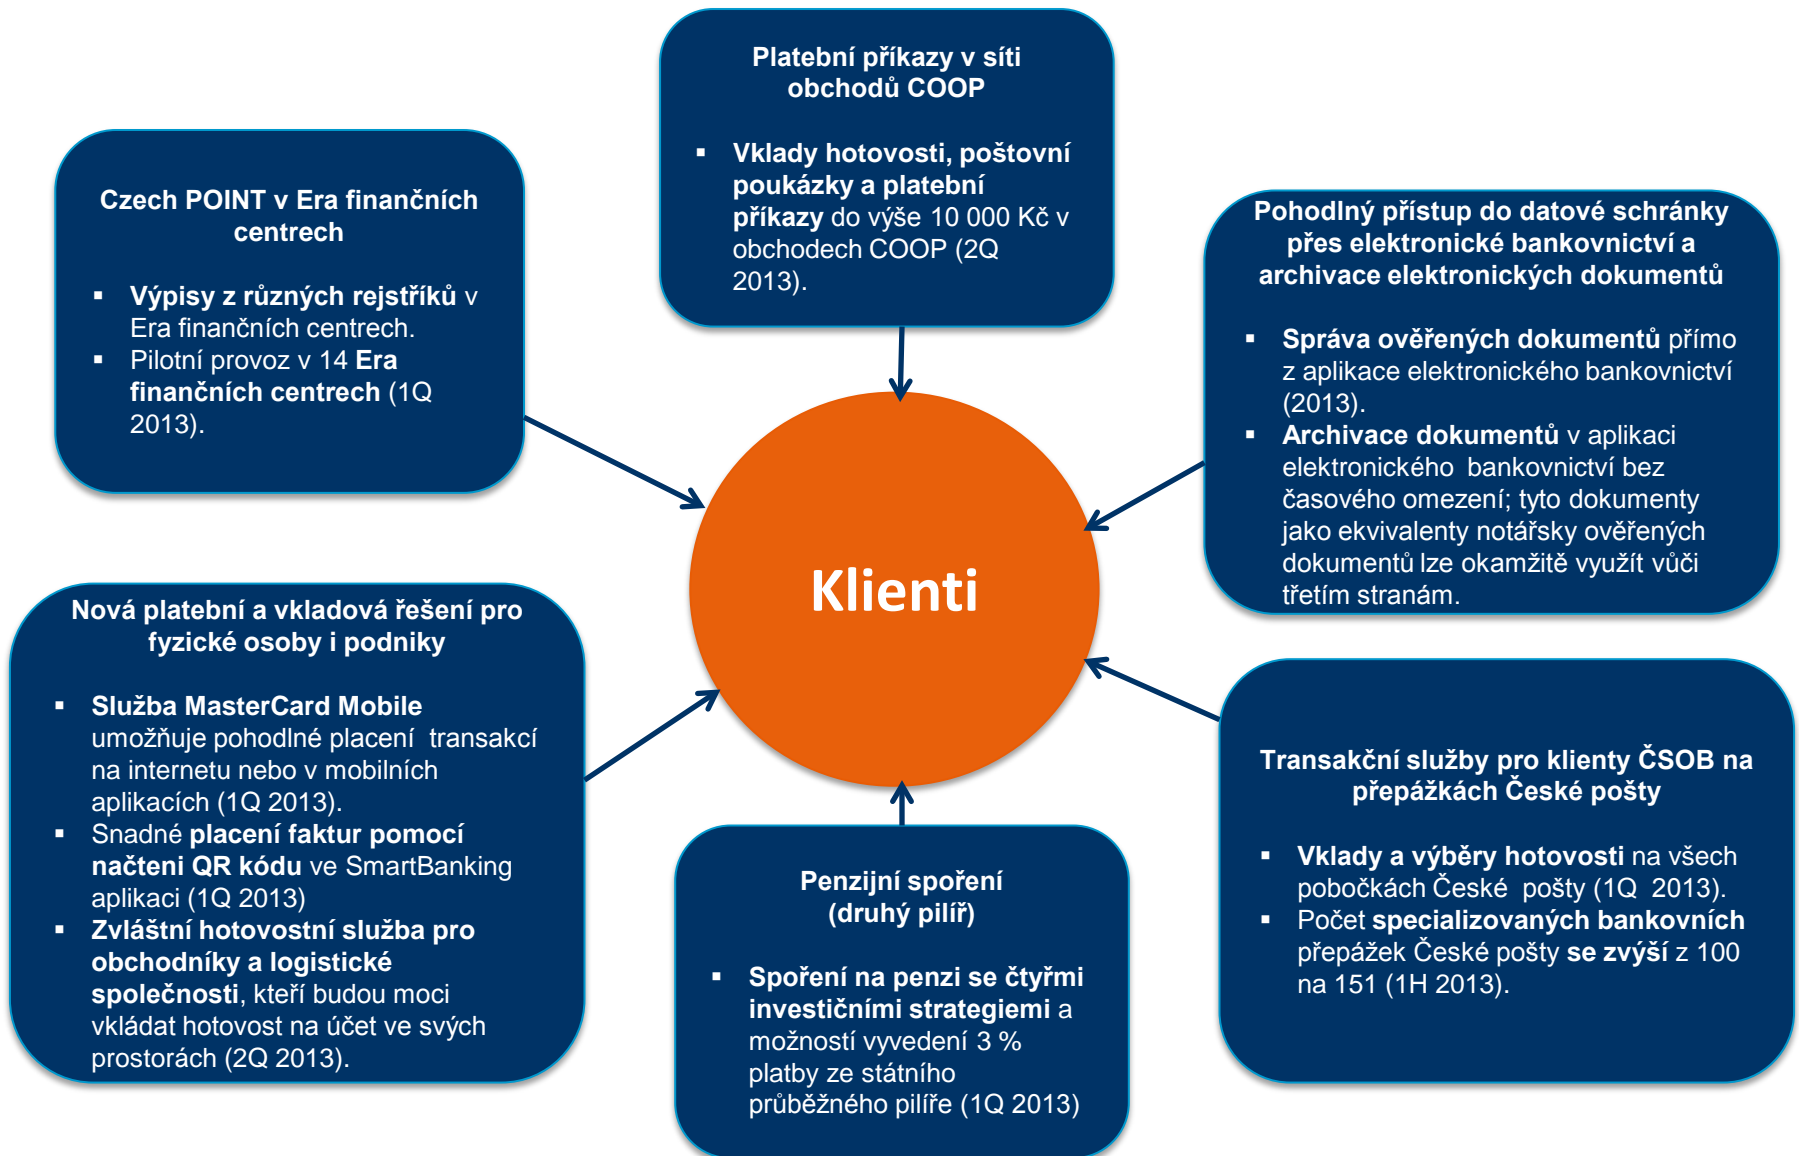 Platební příkazy v síti
obchodů COOP
▪ Vklady hotovosti, poštovní
poukázky a platební
příkazy do výše 10 000 Kč v
obchodech COOP (2Q
2013).
Czech POINT v Era finančních
centrech
▪ Výpisy z různých rejstříků v
Era finančních centrech.
▪ Pilotní provoz v 14 Era
finančních centrech (1Q
2013).
Pohodlný přístup do datové schránky
přes elektronické bankovnictví a
archivace elektronických dokumentů
▪ Správa ověřených dokumentů přímo
z aplikace elektronického bankovnictví
(2013).
▪ Archivace dokumentů v aplikaci
elektronického bankovnictví bez
časového omezení; tyto dokumenty
jako ekvivalenty notářsky ověřených
dokumentů lze okamžitě využít vůči
třetím stranám.
Klienti
Nová platební a vkladová řešení pro
fyzické osoby i podniky
▪ Služba MasterCard Mobile
umožňuje pohodlné placení transakcí
na internetu nebo v mobilních
aplikacích (1Q 2013).
▪ Snadné placení faktur pomocí
načteni QR kódu ve SmartBanking
aplikaci (1Q 2013)
▪ Zvláštní hotovostní služba pro
obchodníky a logistické
společnosti, kteří budou moci
vkládat hotovost na účet ve svých
prostorách (2Q 2013).
Penzijní spoření
(druhý pilíř)
▪ Spoření na penzi se čtyřmi
investičními strategiemi a
možností vyvedení 3 %
platby ze státního
průběžného pilíře (1Q 2013)
Transakční služby pro klienty ČSOB na
přepážkách České pošty
▪ Vklady a výběry hotovosti na všech
pobočkách České pošty (1Q 2013).
▪ Počet specializovaných bankovních
přepážek České pošty se zvýší z 100
na 151 (1H 2013).